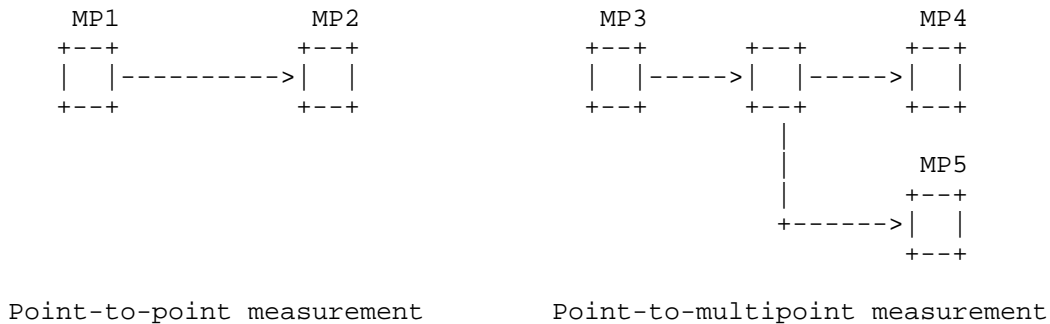 MP1 MP2 MP3 MP4
MP5
Point-to-point measurement Point-to-multipoint measurement